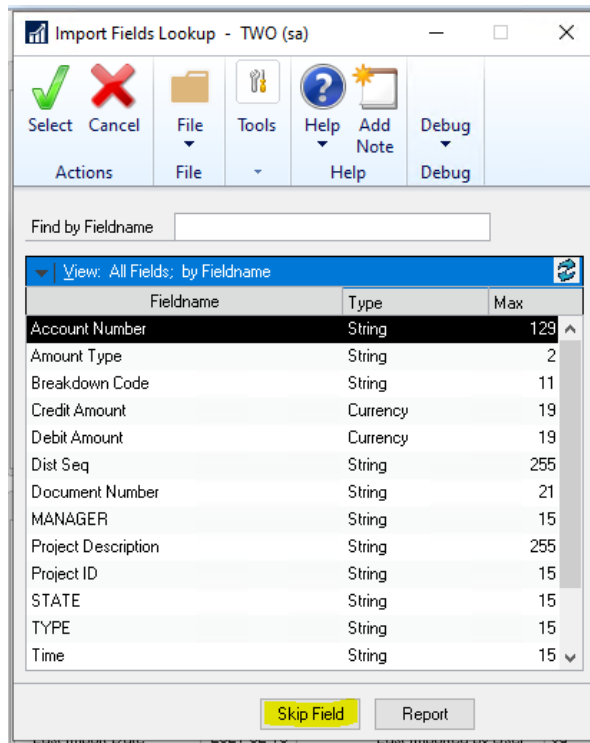 Import Fields Lookup - TWO (sa)
Select Cancel File Tools Help Add Note Debug
Actions File Help Debug
Find by Fieldname
View: All Fields; by Fieldname
Fieldname Type Max
Account Number String 129
Amount Type String 2
Breakdown Code String 11
Credit Amount Currency 19
Debit Amount Currency 19
Dist Seq String 255
Document Number String 21
MANAGER String 15
Project Description String 255
Project ID String 15
STATE String 15
TYPE String 15
Time String 15
Skip Field Report